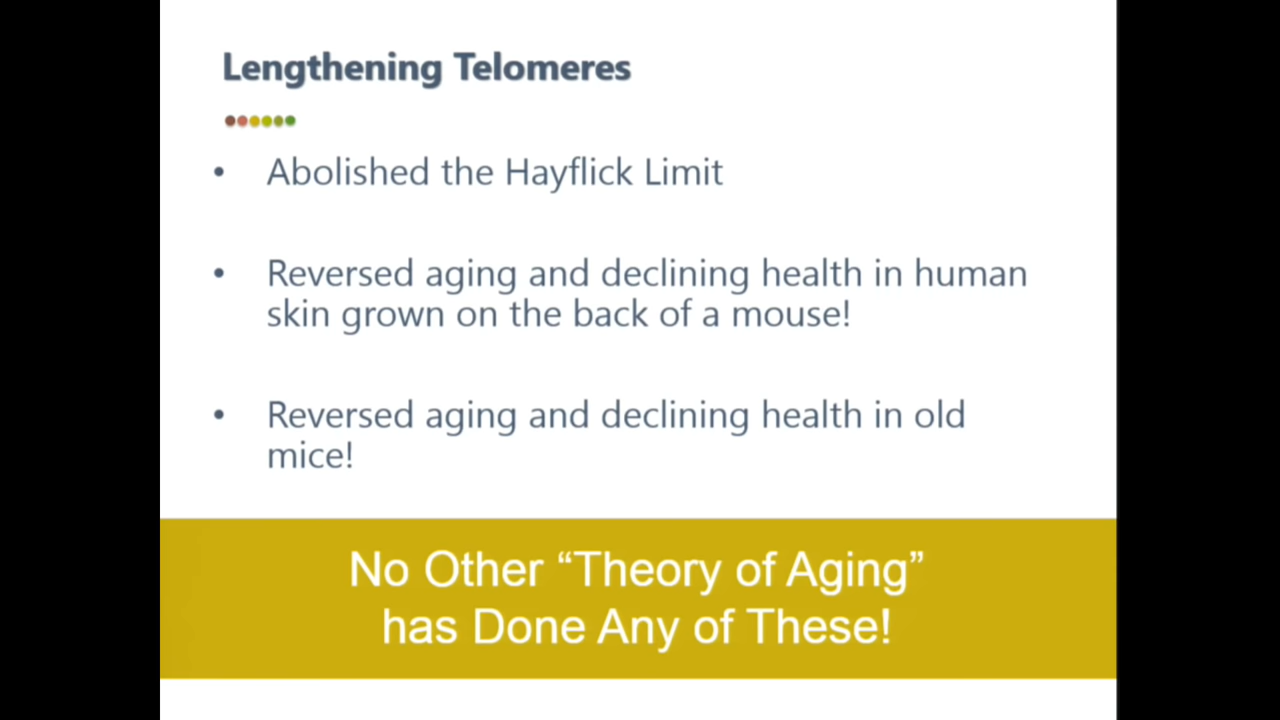 Lengthening Telomeres
• Abolished the Hayflick Limit
• Reversed aging and declining health in human
skin grown on the back of a mouse!
• Reversed aging and declining health in old
mice!
No Other “Theory of Aging”
has Done Any of These!